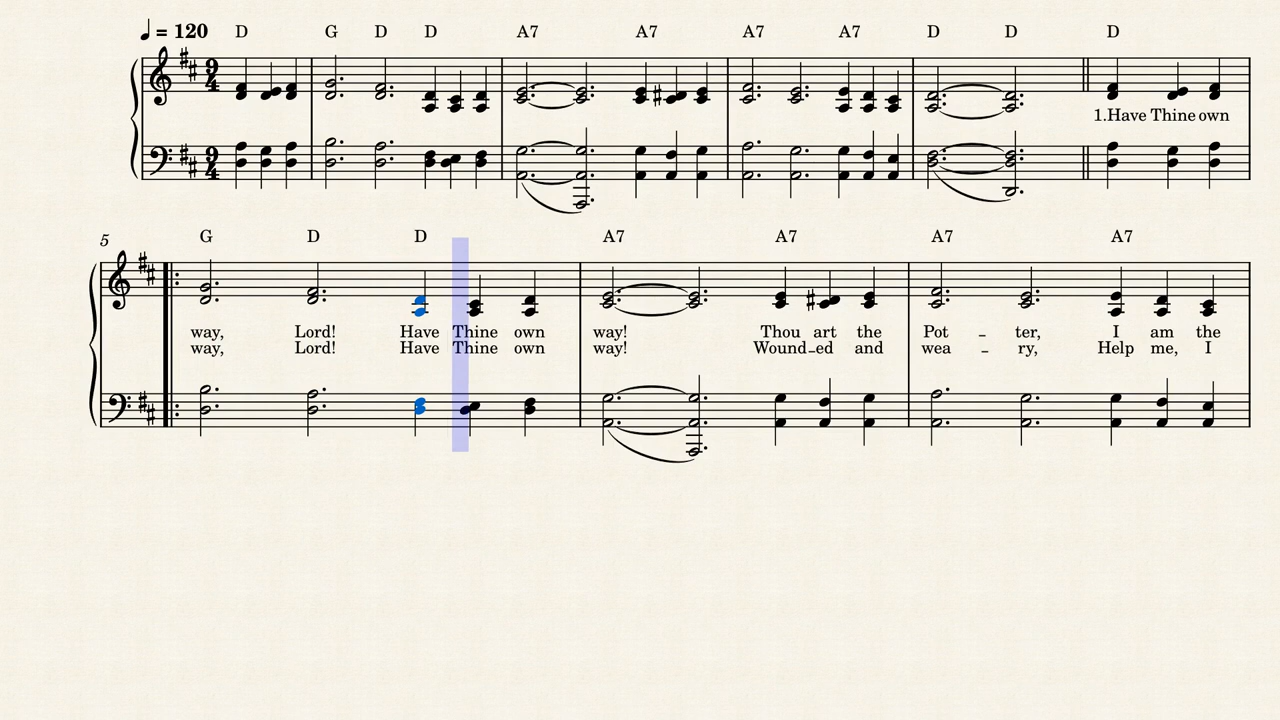 = 120 D G D D A7 A7 A7 A7 D D D
9 4
1.Have Thine own
9 4
5 G D D A7 A7 A7 A7
way, Lord! Have Thine own way! Thou art the Pot - ter, I am the
way, Lord! Have Thine own way! Wound-ed and wea - ry, Help me, I